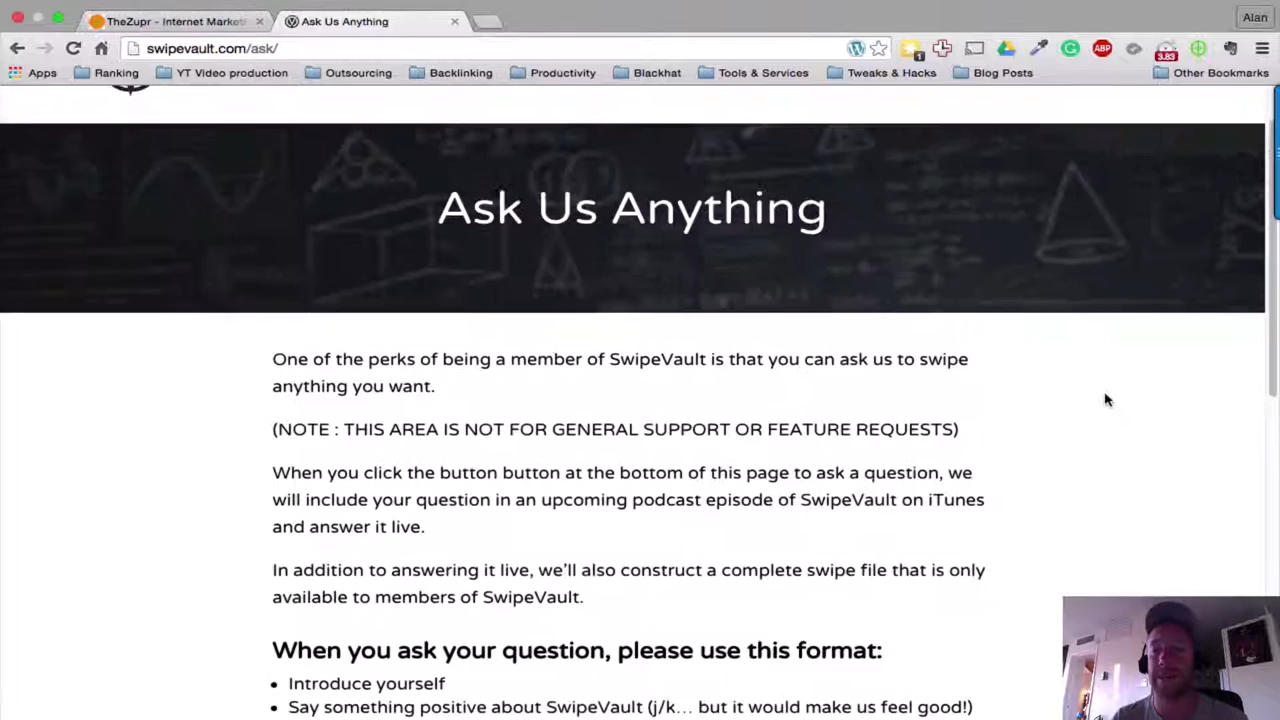 TheZupr - Internet Market
Ask Us Anything
Alan
swipevault.com/ask/
1
ABP
3.83
Apps
Ranking
YT Video production
Outsourcing
Backlinking
Productivity
Blackhat
Tools & Services
Tweaks & Hacks
Blog Posts
Other Bookmarks
Ask Us Anything
One of the perks of being a member of SwipeVault is that you can ask us to swipe
anything you want.
(NOTE : THIS AREA IS NOT FOR GENERAL SUPPORT OR FEATURE REQUESTS)
When you click the button button at the bottom of this page to ask a question, we
will include your question in an upcoming podcast episode of SwipeVault on iTunes
and answer it live.
In addition to answering it live, we'll also construct a complete swipe file that is only
available to members of SwipeVault.
When you ask your question, please use this format:
• Introduce yourself
• Say something positive about SwipeVault (j/k... but it would make us feel good!)